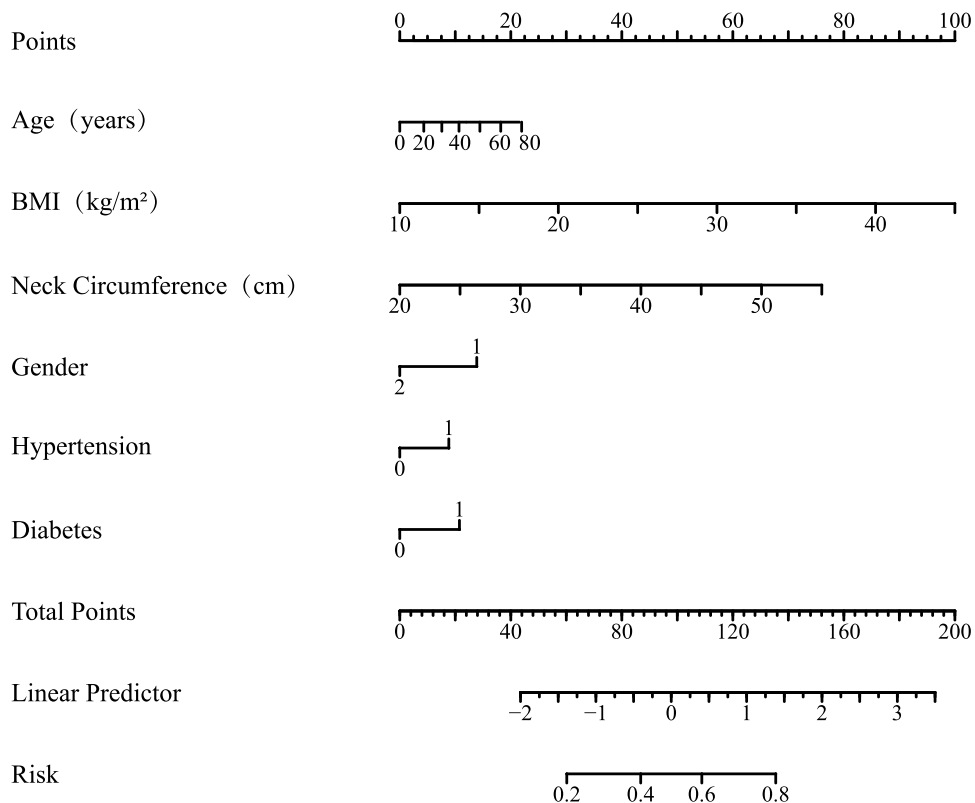 0 20 40 60 80 100
Points
Age（years）
0 20 40 60 80
BMI（kg/m²）
10 20 30 40
Neck Circumference（cm）
20 30 40 50
1
Gender
2
1
Hypertension
0
1
Diabetes
0
Total Points
0 40 80 120 160 200
Linear Predictor
−2 −1 0 1 2 3
Risk
0.2 0.4 0.6 0.8